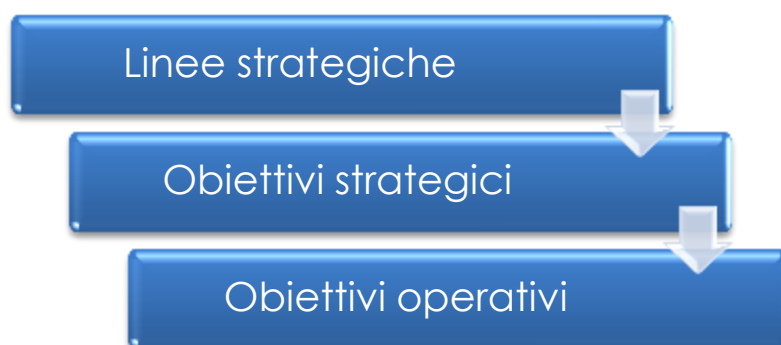 Linee strategiche
Obiettivi strategici
Obiettivi operativi